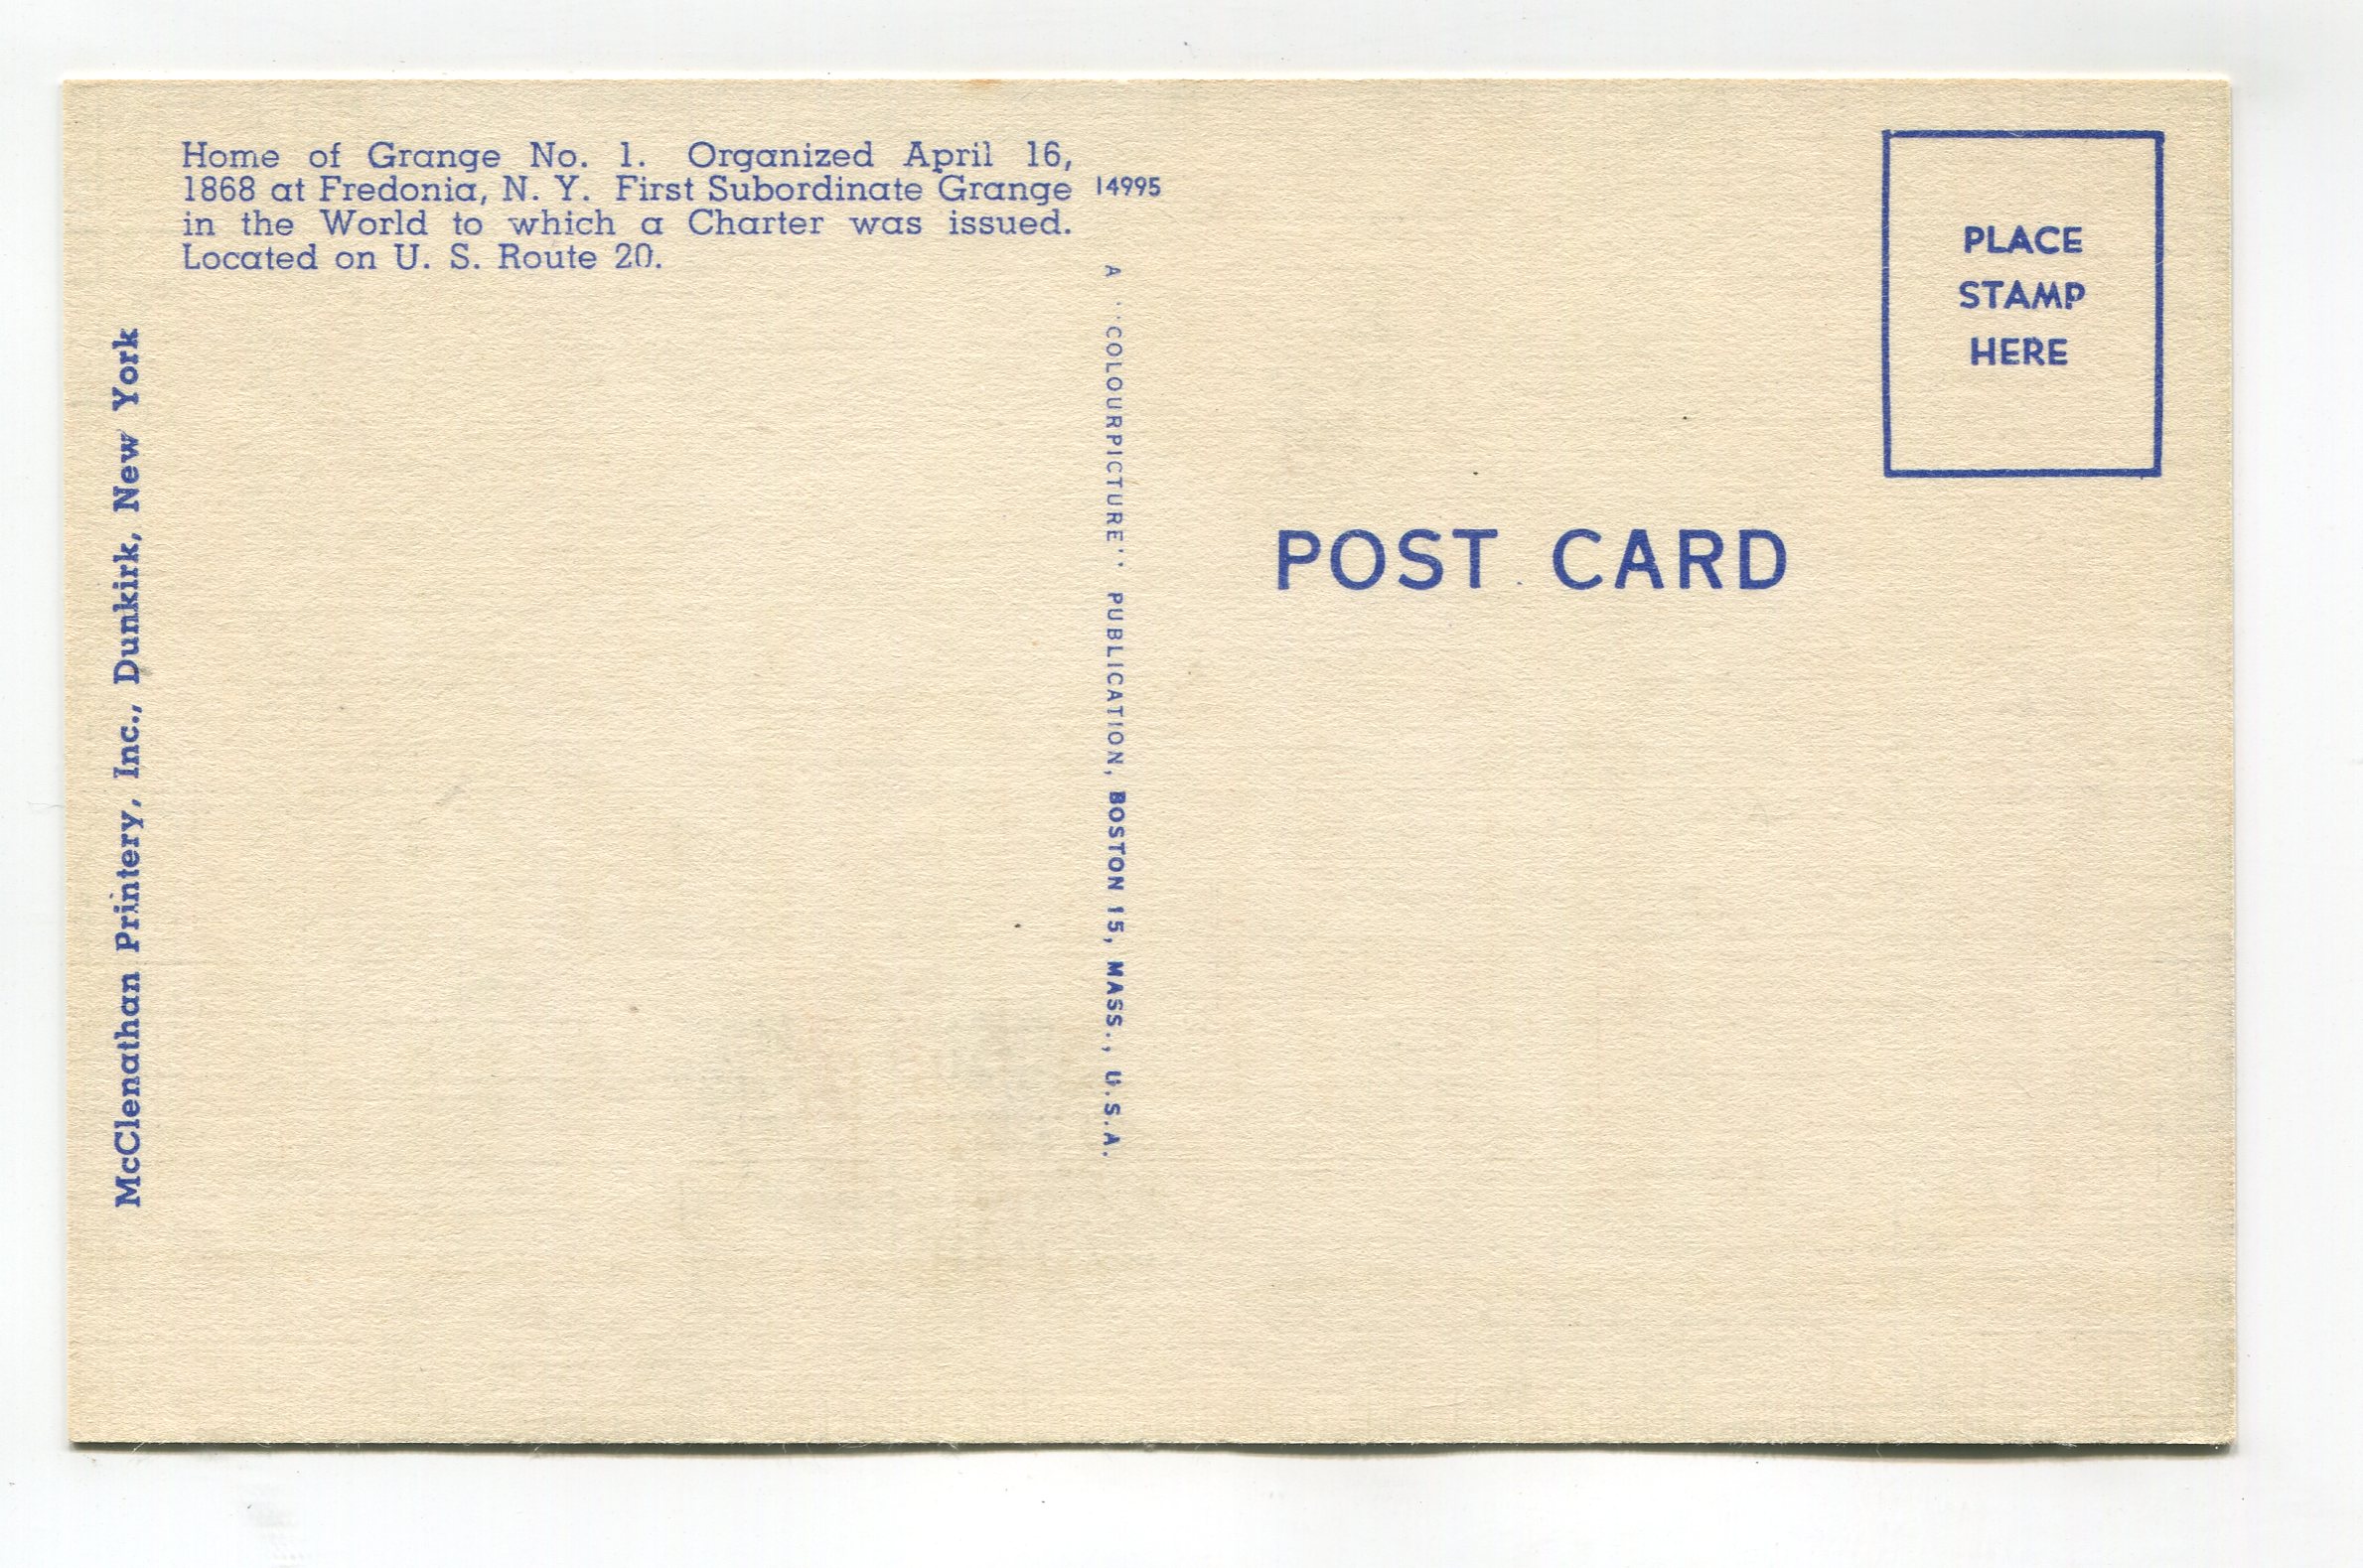 Home of Grange No. 1. Organized April 16,
1868 at Fredonia, N. Y. First Subordinate Grange
in the World to which a Charter was issued.
Located on U. S. Route 20.
14995
McClenathan Printery, Inc., Dunkirk, New York
A "COLOURPICTURE" PUBLICATION, BOSTON 15, MASS., U.S.A.
PLACE
STAMP
HERE
POST CARD